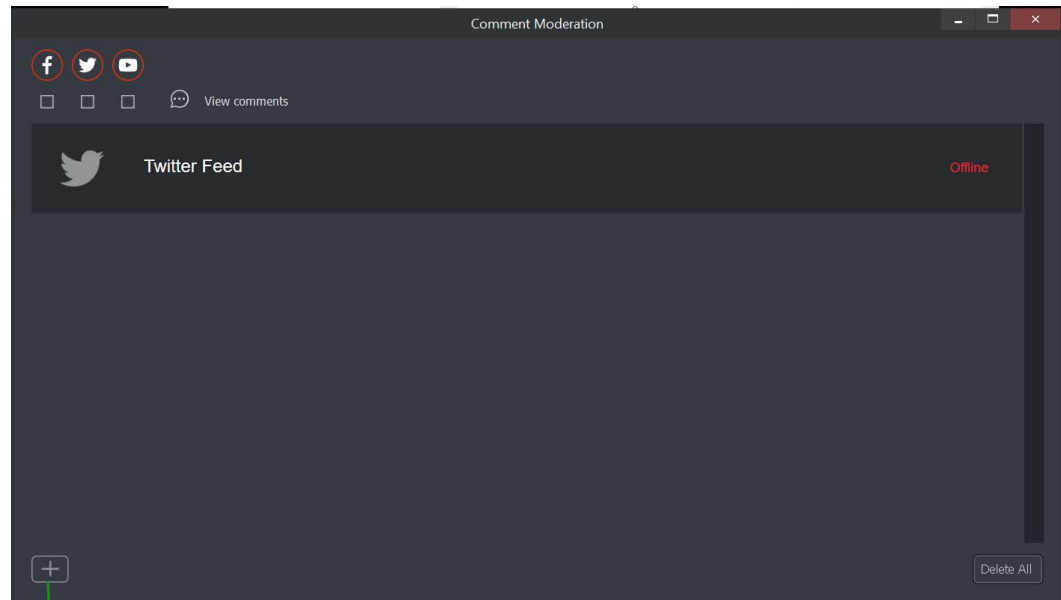 Comment Moderation
View comments
Twitter Feed
Offline
Delete All